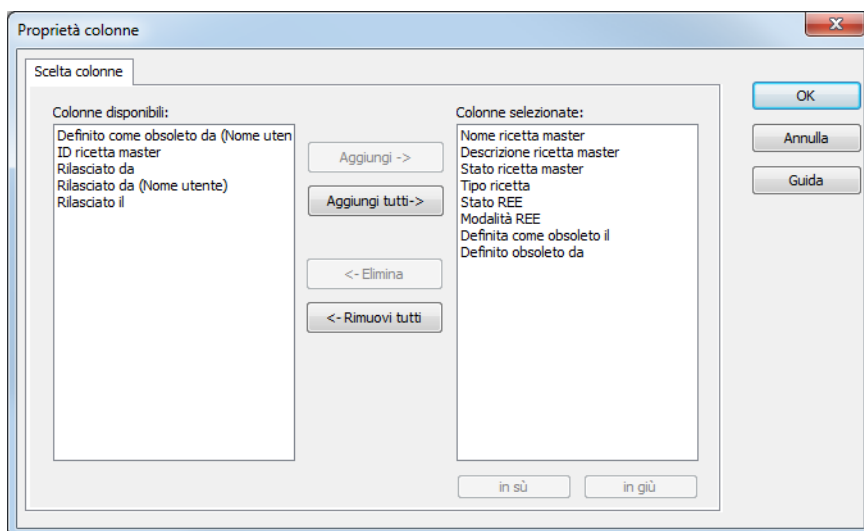 Proprietà colonne
Scelta colonne
Colonne disponibili:
Definito come obsoleto da (Nome uten
ID ricetta master
Rilasciato da
Rilasciato da (Nome utente)
Rilasciato il
Aggiungi ->
Aggiungi tutti->
<- Elimina
<- Rimuovi tutti
Colonne selezionate:
Nome ricetta master
Descrizione ricetta master
Stato ricetta master
Tipo ricetta
Stato REE
Modalità REE
Definita come obsoleto il
Definito obsoleto da
in sù
in giù
OK
Annulla
Guida